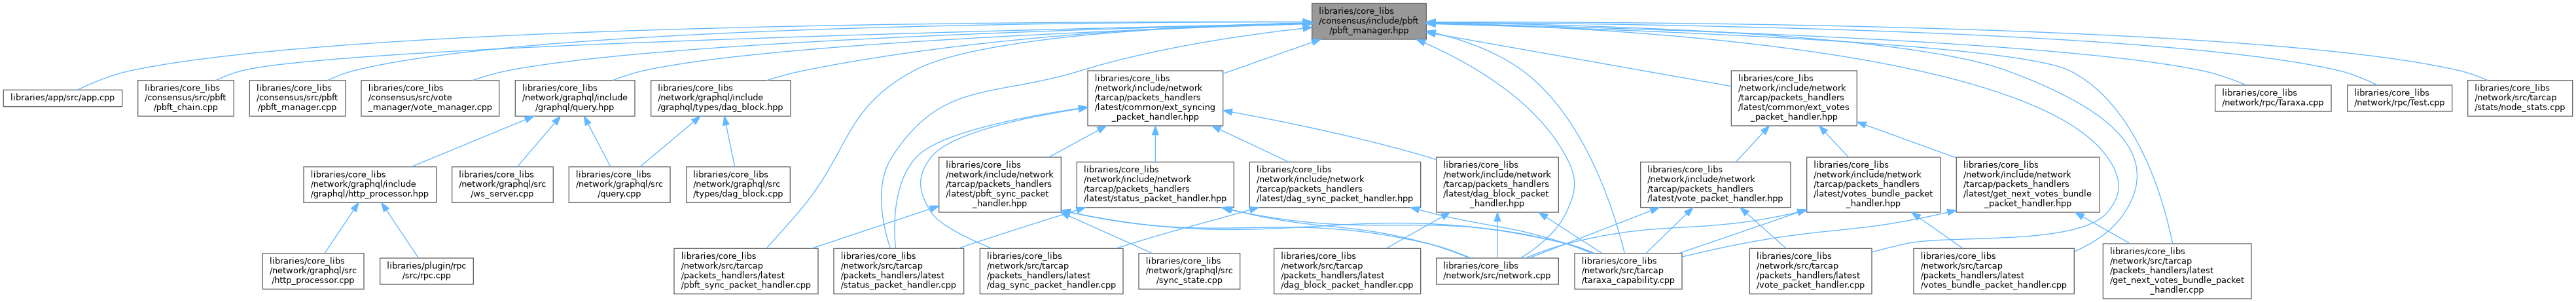 libraries/core_libs
/consensus/include/pbft
/pbft_manager.hpp
libraries/app/src/app.cpp
libraries/core_libs
/consensus/src/pbft
/pbft_chain.cpp
libraries/core_libs
/consensus/src/pbft
/pbft_manager.cpp
libraries/core_libs
/consensus/src/vote
_manager/vote_manager.cpp
libraries/core_libs
/network/graphql/include
/graphql/query.hpp
libraries/core_libs
/network/graphql/include
/graphql/types/dag_block.hpp
libraries/core_libs
/network/include/network
/tarcap/packets_handlers
/latest/common/ext_syncing
_packet_handler.hpp
libraries/core_libs
/network/include/network
/tarcap/packets_handlers
/latest/common/ext_votes
_packet_handler.hpp
libraries/core_libs
/network/rpc/Taraxa.cpp
libraries/core_libs
/network/rpc/Test.cpp
libraries/core_libs
/network/src/tarcap
/stats/node_stats.cpp
libraries/core_libs
/network/graphql/include
/graphql/http_processor.hpp
libraries/core_libs
/network/graphql/src
/ws_server.cpp
libraries/core_libs
/network/graphql/src
/query.cpp
libraries/core_libs
/network/graphql/src
/types/dag_block.cpp
libraries/core_libs
/network/include/network
/tarcap/packets_handlers
/latest/pbft_sync_packet
_handler.hpp
libraries/core_libs
/network/include/network
/tarcap/packets_handlers
/latest/status_packet_handler.hpp
libraries/core_libs
/network/include/network
/tarcap/packets_handlers
/latest/dag_sync_packet_handler.hpp
libraries/core_libs
/network/include/network
/tarcap/packets_handlers
/latest/dag_block_packet
_handler.hpp
libraries/core_libs
/network/include/network
/tarcap/packets_handlers
/latest/vote_packet_handler.hpp
libraries/core_libs
/network/include/network
/tarcap/packets_handlers
/latest/votes_bundle_packet
_handler.hpp
libraries/core_libs
/network/include/network
/tarcap/packets_handlers
/latest/get_next_votes_bundle
_packet_handler.hpp
libraries/core_libs
/network/graphql/src
/http_processor.cpp
libraries/plugin/rpc
/src/rpc.cpp
libraries/core_libs
/network/src/tarcap
/packets_handlers/latest
/pbft_sync_packet_handler.cpp
libraries/core_libs
/network/src/tarcap
/packets_handlers/latest
/status_packet_handler.cpp
libraries/core_libs
/network/src/tarcap
/packets_handlers/latest
/dag_sync_packet_handler.cpp
libraries/core_libs
/network/graphql/src
/sync_state.cpp
libraries/core_libs
/network/src/tarcap
/packets_handlers/latest
/dag_block_packet_handler.cpp
libraries/core_libs
/network/src/network.cpp
libraries/core_libs
/network/src/tarcap
/taraxa_capability.cpp
libraries/core_libs
/network/src/tarcap
/packets_handlers/latest
/vote_packet_handler.cpp
libraries/core_libs
/network/src/tarcap
/packets_handlers/latest
/votes_bundle_packet_handler.cpp
libraries/core_libs
/network/src/tarcap
/packets_handlers/latest
/get_next_votes_bundle_packet
_handler.cpp